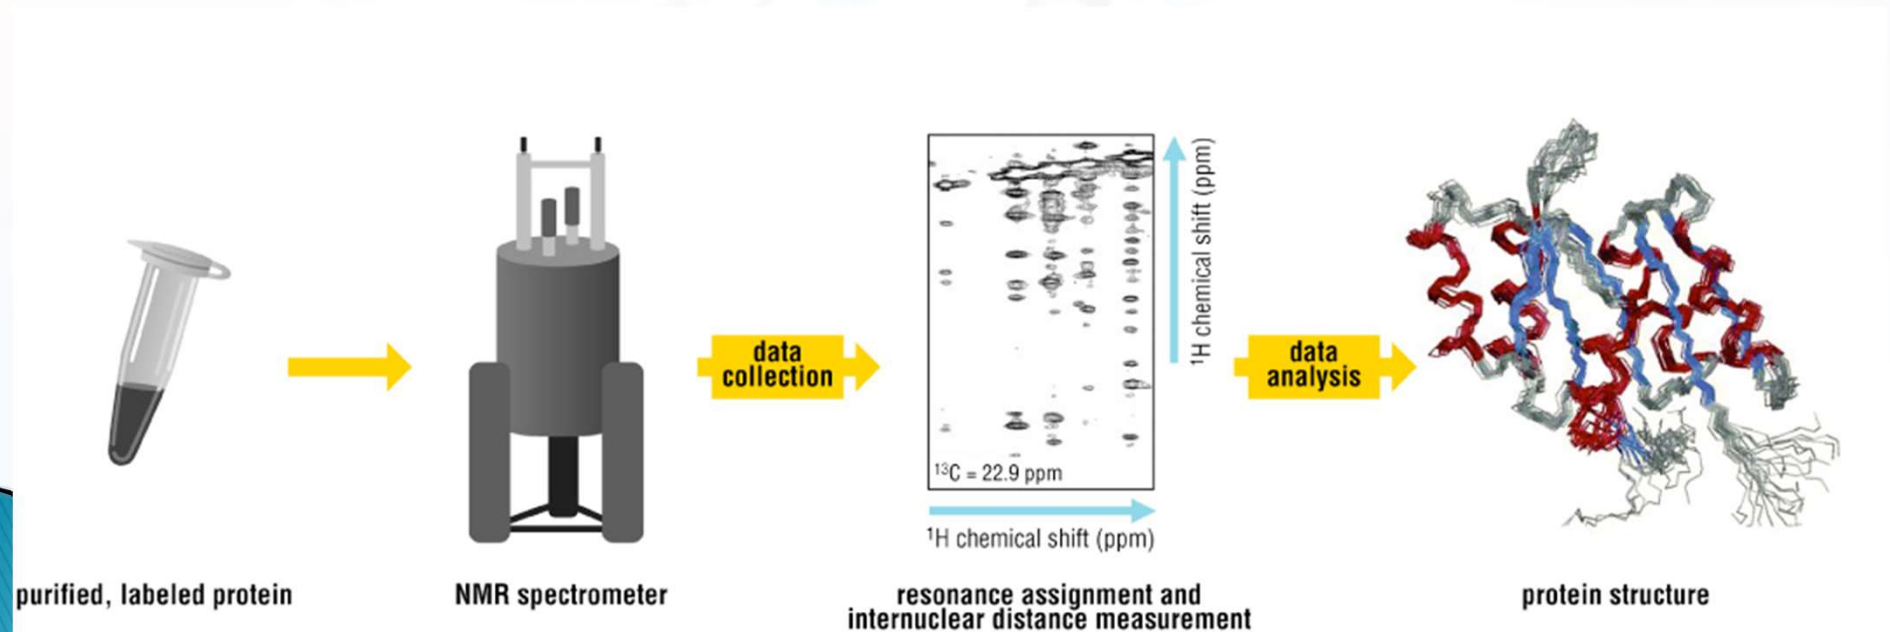 data
collection
¹H chemical shift (ppm)
data
analysis
¹³C = 22.9 ppm
¹H chemical shift (ppm)
purified, labeled protein
NMR spectrometer
resonance assignment and
internuclear distance measurement
protein structure